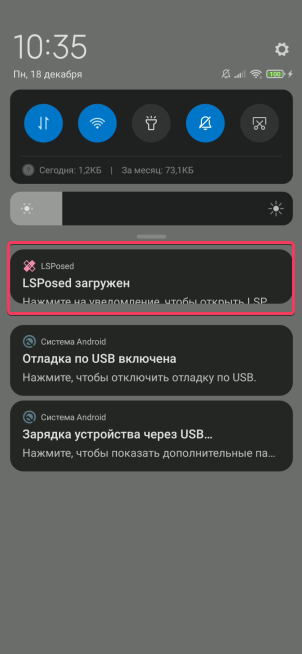 10:35
Пн, 18 декабря
100
Сегодня: 1,2КБ | За месяц: 73,1КБ
LSPosed
LSPosed загружен
Нажмите на уведомление, чтобы открыть LSP
Система Android
Отладка по USB включена
Нажмите, чтобы отключить отладку по USB.
Система Android
Зарядка устройства через USB...
Нажмите, чтобы показать дополнительные па...